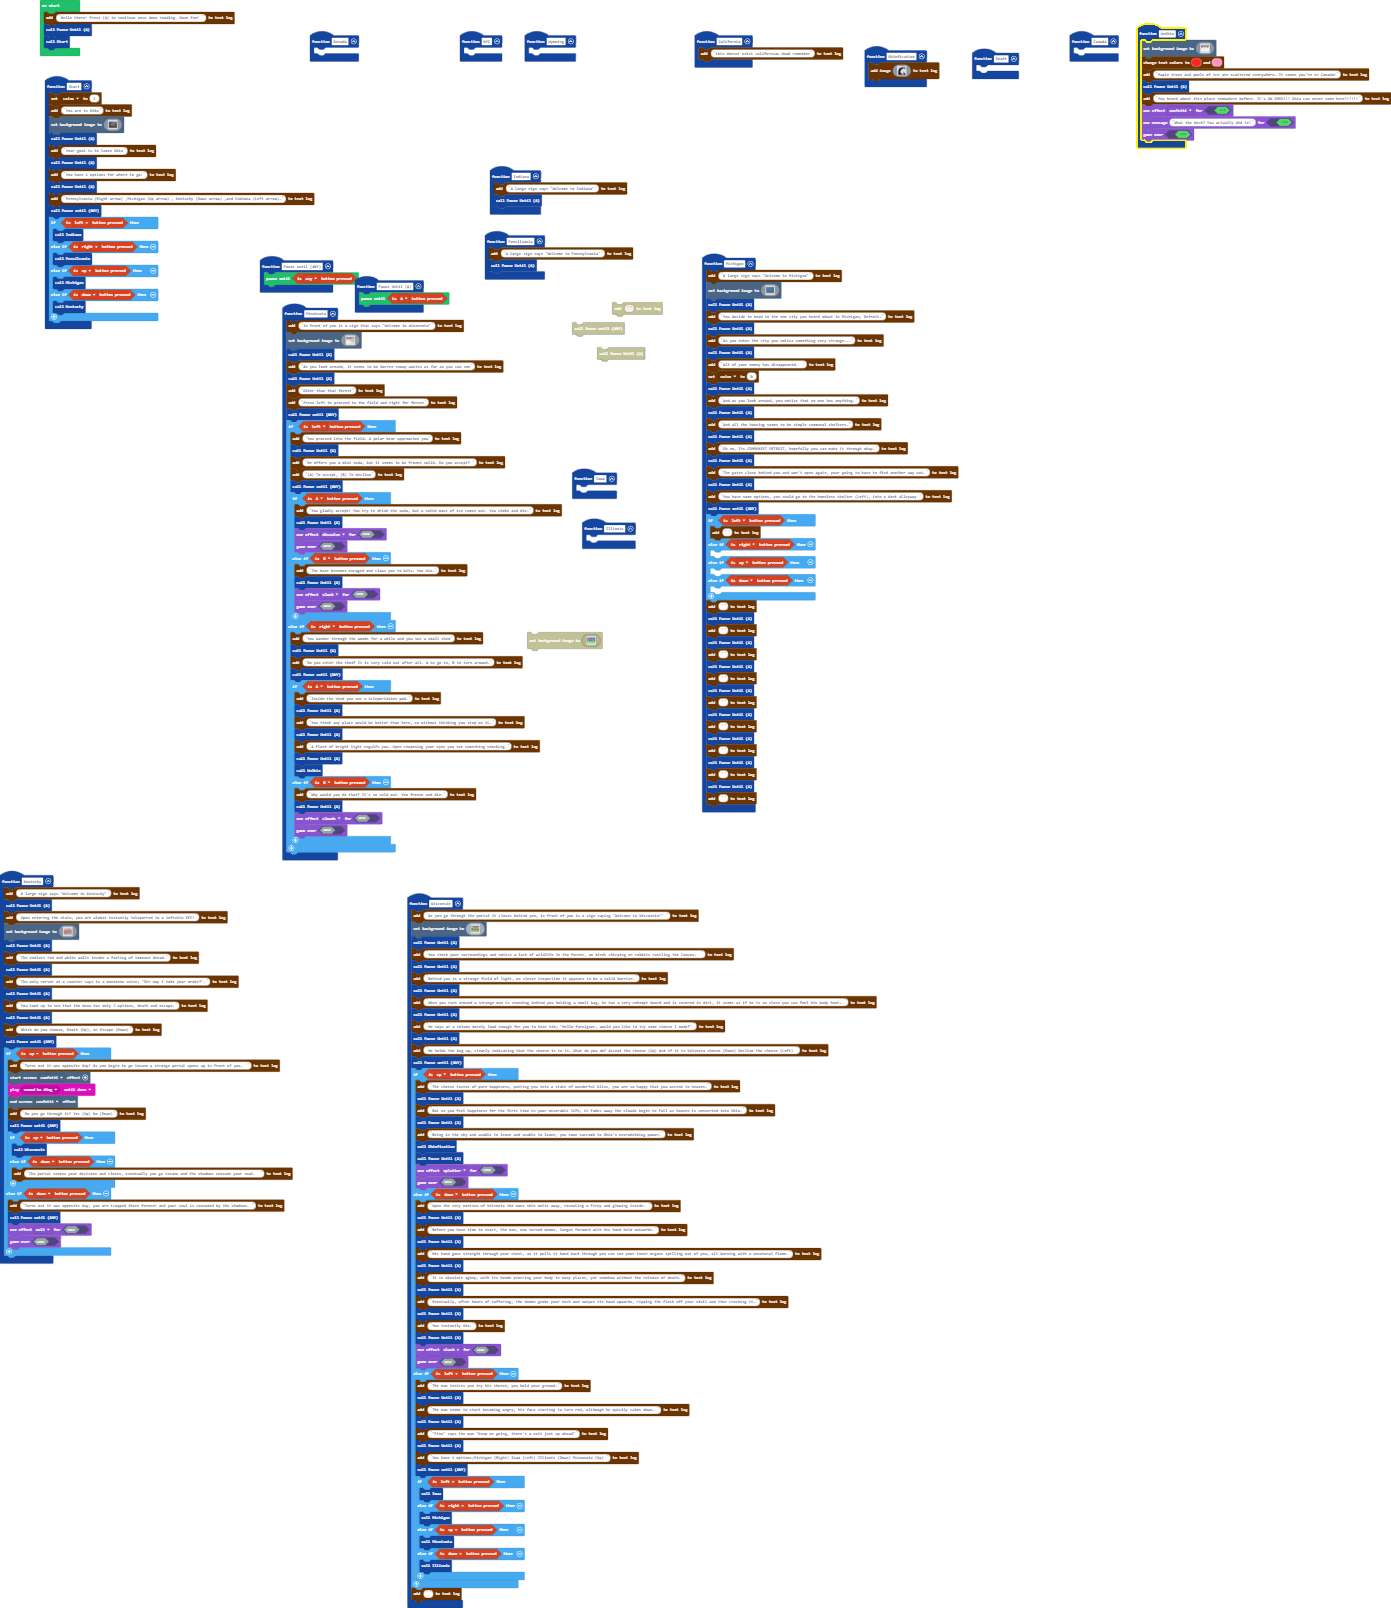 on start
add Hello there! Press (A) to continue once done reading. Have fun! to text log
call Pause Until (A)
call Start
function Start
set coins to
add You are in Ohio to text log
set background image to
call Pause Until (A)
add Your goal is to leave Ohio to text log
call Pause Until (A)
add You have 4 options for where to go: to text log
call Pause Until (A)
add Pennsylvania (Right arrow) ,Michigan (Up arrow) , Kentucky (Down arrow) ,and Indiana (Left arrow). to text log
call Pause until (ANY)
if is left button pressed then
call Indiana
else if is right button pressed then
else if is up button pressed then
call Michigan
else if is down button pressed then
call Kentucky
function Nevada
function Wyoming
function California
add this doesnt exist californias dead remember to text log
function Ohiofication
add image to text log
function Canada
function
set background image to
change text colors to and
add Maple trees and pools of ice are scattered everywhere. It seems you're in Canada! to text log
call Pause Until (A)
use effect confetti for
use message What the heck? You actually did it! for
game over
function Indiana
add A large sign says "Welcome to Indiana" to text log
call Pause Until (A)
function
add A large sign says "Welcome to Pennsylvania" to text log
call Pause Until (A)
function Pause until (ANY)
pause until is any button pressed
function Pause Until (A)
pause until is A button pressed
add to text log
call Pause until (ANY)
call Pause Until (A)
function Minnesota
add In front of you is a sign that says "Welcome to Minnesota" to text log
set background image to
call Pause Until (A)
add As you look around, it seems to be barren snowy wastes as far as you can see to text log
call Pause Until (A)
add Other than that forest to text log
add Press left to proceed to the field and right for forest to text log
call Pause until (ANY)
if is left button pressed then
add You proceed into the field. A polar bear approaches you to text log
call Pause Until (A)
add He offers you a mini soda, but it seems to be frozen solid. Do you accept? to text log
add (A) To accept, (B) To decline to text log
call Pause until (ANY)
if is A button pressed then
add You gladly accept! You try to drink the soda, but a solid mass of ice comes out. You choke and die. to text log
call Pause Until (A)
use effect dissolve for
game over
else if is B button pressed then
add The bear becomes enraged and claws you to bits. You die. to text log
call Pause Until (A)
use effect slash for
game over
else if is right button pressed then
add You wander through the woods for a while and you see a small shed to text log
call Pause Until (A)
add Do you enter the shed? It is very cold out after all. A to go in, B to turn around. to text log
call Pause until (ANY)
if is A button pressed then
add Inside the shed you see a teleportation pad. to text log
call Pause Until (A)
add You think any place would be better than here, so without thinking you step on it. to text log
call Pause Until (A)
add A flash of bright light engulfs you. Upon reopening your eyes you see something shocking. to text log
call Pause Until (A)
else if is B button pressed then
add Why would you do that? It's so cold out. You freeze and die. to text log
call Pause Until (A)
use effect clouds for
game over
function Iowa
function Illinois
set background image to
function Michigan
add A large sign says "Welcome to Michigan" to text log
set background image to
call Pause Until (A)
add You decide to head to the one city you heard about in Michigan, Detroit. to text log
call Pause Until (A)
add As you enter the city you notice something very strange... to text log
call Pause Until (A)
add All of your money has disappeared. to text log
set coins to
call Pause Until (A)
add And as you look around, you notice that no one has anything. to text log
call Pause Until (A)
add And all the housing seems to be simple communal shelters. to text log
call Pause Until (A)
add Oh no, its COMMUNIST DETROIT, hopefully you can make it through okay. to text log
call Pause Until (A)
add The gates close behind you and won't open again, your going to have to find another way out. to text log
call Pause Until (A)
add You have some options, you could go to the homeless shelter (Left), into a dark alleyway to text log
call Pause until (ANY)
if is left button pressed then
add to text log
else if is right button pressed then
else if is up button pressed then
else if is down button pressed then
add to text log
call Pause Until (A)
add to text log
call Pause Until (A)
add to text log
call Pause Until (A)
add to text log
call Pause Until (A)
add to text log
call Pause Until (A)
add to text log
call Pause Until (A)
add to text log
call Pause Until (A)
add to text log
call Pause Until (A)
add to text log
function Kentucky
add A large sign says "Welcome to Kentucky" to text log
call Pause Until (A)
add Upon entering the state, you are almost instantly teleported to a infinite KFC! to text log
set background image to
call Pause Until (A)
add The endless red and white walls invoke a feeling of immense dread. to text log
call Pause Until (A)
add The only server at a counter says in a monotone voice; "Sir may I take your order?". to text log
call Pause Until (A)
add You look up to see that the menu has only 2 options, death and escape. to text log
call Pause Until (A)
add Which do you choose, Death (Up), or Escape (Down) to text log
call Pause until (ANY)
if is up button pressed then
add Turns out it was opposite day! As you begin to go insane a strange portal opens up in front of you. to text log
start screen confetti effect
play sound ba ding until done
end screen confetti effect
add Do you go through it? Yes (Up) No (Down) to text log
call Pause until (ANY)
if is up button pressed then
call Wisconsin
else if is down button pressed then
add The portal senses your decision and closes, eventually you go insane and the shadows consume your soul. to text log
else if is down button pressed then
add Turns out it was opposite day, you are trapped there forever and your soul is consumed by the shadows. to text log
call Pause until (ANY)
use effect melt for
game over
function Wisconsin
add As you go through the portal it closes behind you, in front of you is a sign saying "Welcome to Wisconsin!" to text log
set background image to
call Pause Until (A)
add You check your surroundings and notice a lack of wildlife in the forest, no birds chirping or rabbits rustling the leaves. to text log
call Pause Until (A)
add Behind you is a strange field of light, on closer inspection it appears to be a solid barrier. to text log
call Pause Until (A)
add When you turn around a strange man is standing behind you holding a small bag, he has a very unkempt beard and is covered in dirt, it seems as if he is so close you can feel his body heat. to text log
call Pause Until (A)
add He says at a volume barely loud enough for you to hear him; "Hello foreigner, would you like to try some cheese I made?" to text log
call Pause Until (A)
add He holds the bag up, clearly indicating that the cheese is in it. What do you do? Accept the cheese (Up) Ask if it is Velveeta cheese (Down) Decline the cheese (Left) to text log
call Pause until (ANY)
if is up button pressed then
add The cheese tastes of pure happiness, putting you into a state of wonderful bliss, you are so happy that you ascend to heaven. to text log
call Pause Until (A)
add But as you feel happiness for the first time in your miserable life, it fades away the clouds begin to fall as heaven is converted into Ohio. to text log
call Pause Until (A)
add Being in the sky and unable to leave and unable to leave, you soon succumb to Ohio's overwhelming power. to text log
call Ohiofication
call Pause Until (A)
use effect splatter for
game over
else if is down button pressed then
add Upon the very mention of Velveeta the mans skin melts away, revealing a firey and glowing inside. to text log
call Pause Until (A)
add Before you have time to react, the man, now turned demon, lunges forward with his hand held outwards. to text log
call Pause Until (A)
add His hand goes straight through your chest, as it pulls it hand back through you can see your inner organs spilling out of you, all burning with a unnatural flame. to text log
call Pause Until (A)
add It is absolute agony, with its hands piercing your body in many places, yet somehow without the release of death. to text log
call Pause Until (A)
add Eventually, after hours of suffering, the demon grabs your neck and swipes its hand upwards, ripping the flesh off your skull and then crushing it. to text log
call Pause Until (A)
add You instantly die. to text log
call Pause Until (A)
use effect slash for
game over
else if is left button pressed then
add The man insists you try his cheese, you hold your ground. to text log
call Pause Until (A)
add The man seems to start becoming angry, his face starting to turn red, although he quickly calms down. to text log
call Pause Until (A)
add "Fine" says the man "Keep on going, there's a exit just up ahead" to text log
call Pause Until (A)
add You have 4 options,Michigan (Right) Iowa (Left) Illinois (Down) Minnesota (Up) to text log
call Pause until (ANY)
if is left button pressed then
call Iowa
else if is right button pressed then
call Michigan
else if is up button pressed then
call Minnesota
else if is down button pressed then
call Illinois
add to text log